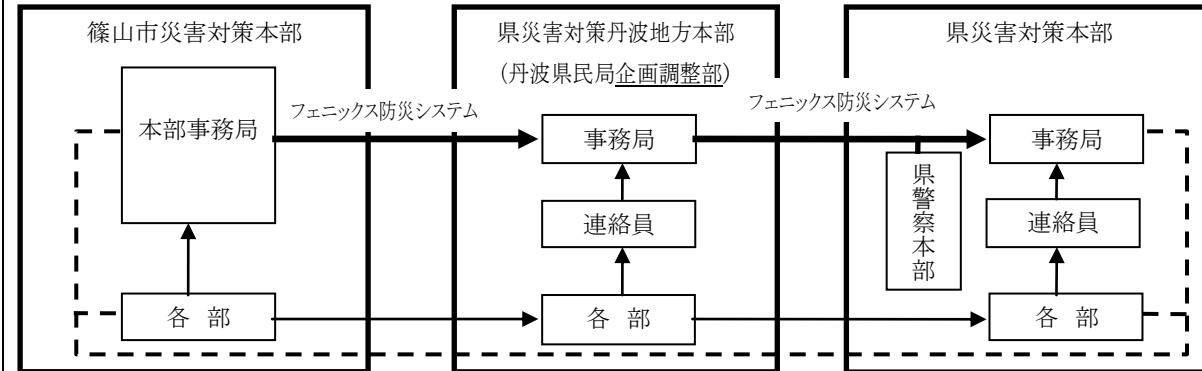 篠山市災害対策本部
県災害対策丹波地方本部
(丹波県民局企画調整部)
県災害対策本部
本部事務局
フェニックス防災システム
事務局
フェニックス防災システム
事務局
県警察本部
連絡員
連絡員
各 部
各 部
各 部